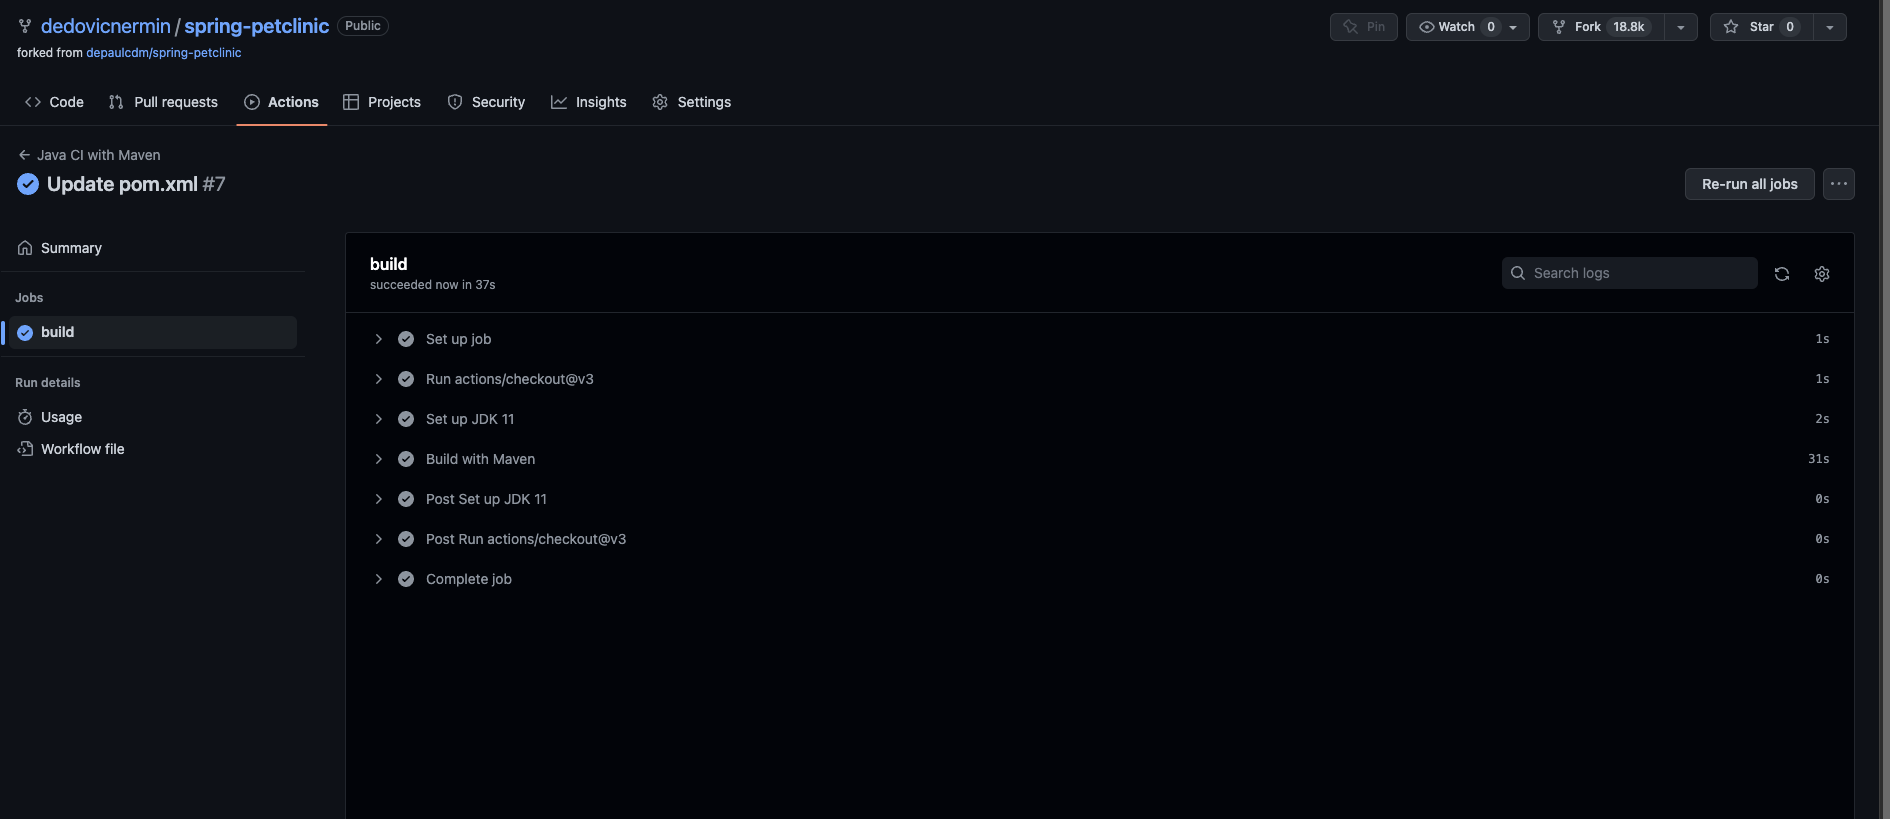 dedovicnermin / spring-petclinic Public
Pin Watch 0 Fork 18.8k Star 0
forked from depaulcdm/spring-petclinic
Code Pull requests Actions Projects Security Insights Settings
Java CI with Maven
Update pom.xml #7
Re-run all jobs
Summary
Jobs
build
Run details
Usage
Workflow file
build
succeeded now in 37s
Search logs
Set up job 1s
Run actions/checkout@v3 1s
Set up JDK 11 2s
Build with Maven 31s
Post Set up JDK 11 0s
Post Run actions/checkout@v3 0s
Complete job 0s